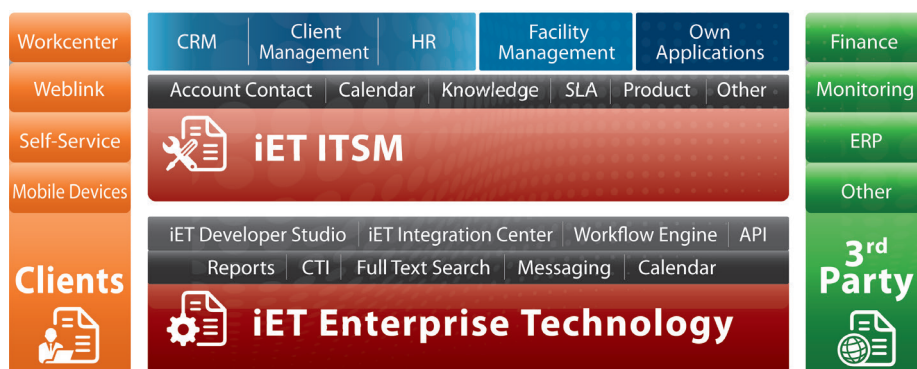 Workcenter
Weblink
Self-Service
Mobile Devices
Clients
CRM
Client
Management
HR
Facility
Management
Own
Applications
Account Contact
Calendar
Knowledge
SLA
Product
Other
iET ITSM
iET Developer Studio
iET Integration Center
Workflow Engine
API
Reports
CTI
Full Text Search
Messaging
Calendar
iET Enterprise Technology
Finance
Monitoring
ERP
Other
3rd
Party